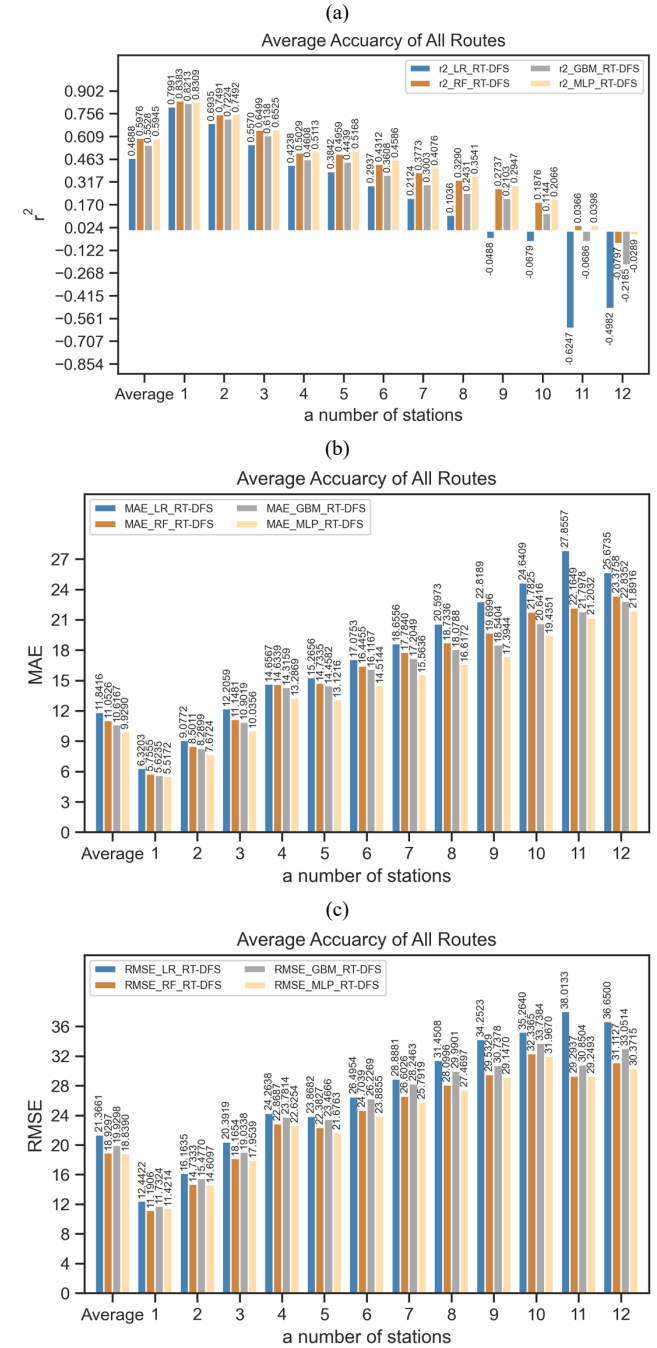 (a)
Average Accuarcy of All Routes
r2_LR_RT-DFS r2_GBM_RT-DFS
r2_RF_RT-DFS r2_MLP_RT-DFS
r²
0.902
0.756
0.609
0.463
0.317
0.170
0.024
−0.122
−0.268
−0.415
−0.561
−0.707
−0.854
0.4688 0.5976 0.5528 0.5945
0.7991 0.8383 0.8213 0.8309
0.6935 0.7491 0.7224 0.7492
0.5570 0.6499 0.6138 0.6525
0.4238 0.5029 0.4608 0.5113
0.3842 0.4959 0.4439 0.5168
0.2937 0.4312 0.3608 0.4586
0.2124 0.3773 0.3003 0.4076
0.1036 0.3290 0.2431 0.3541
-0.0488 0.2737 0.2103 0.2947
-0.0679 0.1876 0.1144 0.2066
-0.6247 0.0366 -0.0686 0.0398
-0.4982 -0.0797 -0.2185 -0.0289
Average 1 2 3 4 5 6 7 8 9 10 11 12
a number of stations
(b)
Average Accuarcy of All Routes
MAE_LR_RT-DFS MAE_GBM_RT-DFS
MAE_RF_RT-DFS MAE_MLP_RT-DFS
MAE
27
24
21
18
15
12
9
6
3
0
11.8416 11.0526 10.6167 9.9290
6.3203 5.7555 5.6235 5.5172
9.0772 8.5011 8.2899 7.6724
12.2059 11.1481 10.9019 10.0356
14.6567 14.6339 14.3159 13.2869
15.2656 14.7335 14.4582 13.1216
17.0753 16.4455 16.1167 14.5144
18.6556 17.7840 17.2049 15.5636
20.5973 18.7336 18.0788 16.6172
22.8189 19.6996 18.5404 17.3944
24.6409 21.7825 20.6416 19.4351
27.8557 22.1649 21.7978 21.2032
25.6735 23.3758 22.8352 21.8916
Average 1 2 3 4 5 6 7 8 9 10 11 12
a number of stations
(c)
Average Accuarcy of All Routes
RMSE_LR_RT-DFS RMSE_GBM_RT-DFS
RMSE_RF_RT-DFS RMSE_MLP_RT-DFS
RMSE
36
32
28
24
20
16
12
8
4
0
21.3661 18.9297 19.9298 18.8390
12.4422 11.1906 11.7324 11.4214
16.1635 14.7333 15.4770 14.6097
20.3919 18.1654 19.0338 17.9539
24.2638 22.8687 23.7814 22.6254
23.8682 22.3827 23.4666 21.6763
26.4954 24.7039 26.2269 23.8855
28.8881 26.6026 28.2463 25.7919
31.4508 28.0996 29.9901 27.4697
34.2523 29.5329 30.7378 29.1470
35.2640 32.3365 33.7384 31.9670
38.0133 29.2937 30.8504 29.2493
36.6500 31.1127 33.0514 30.3715
Average 1 2 3 4 5 6 7 8 9 10 11 12
a number of stations